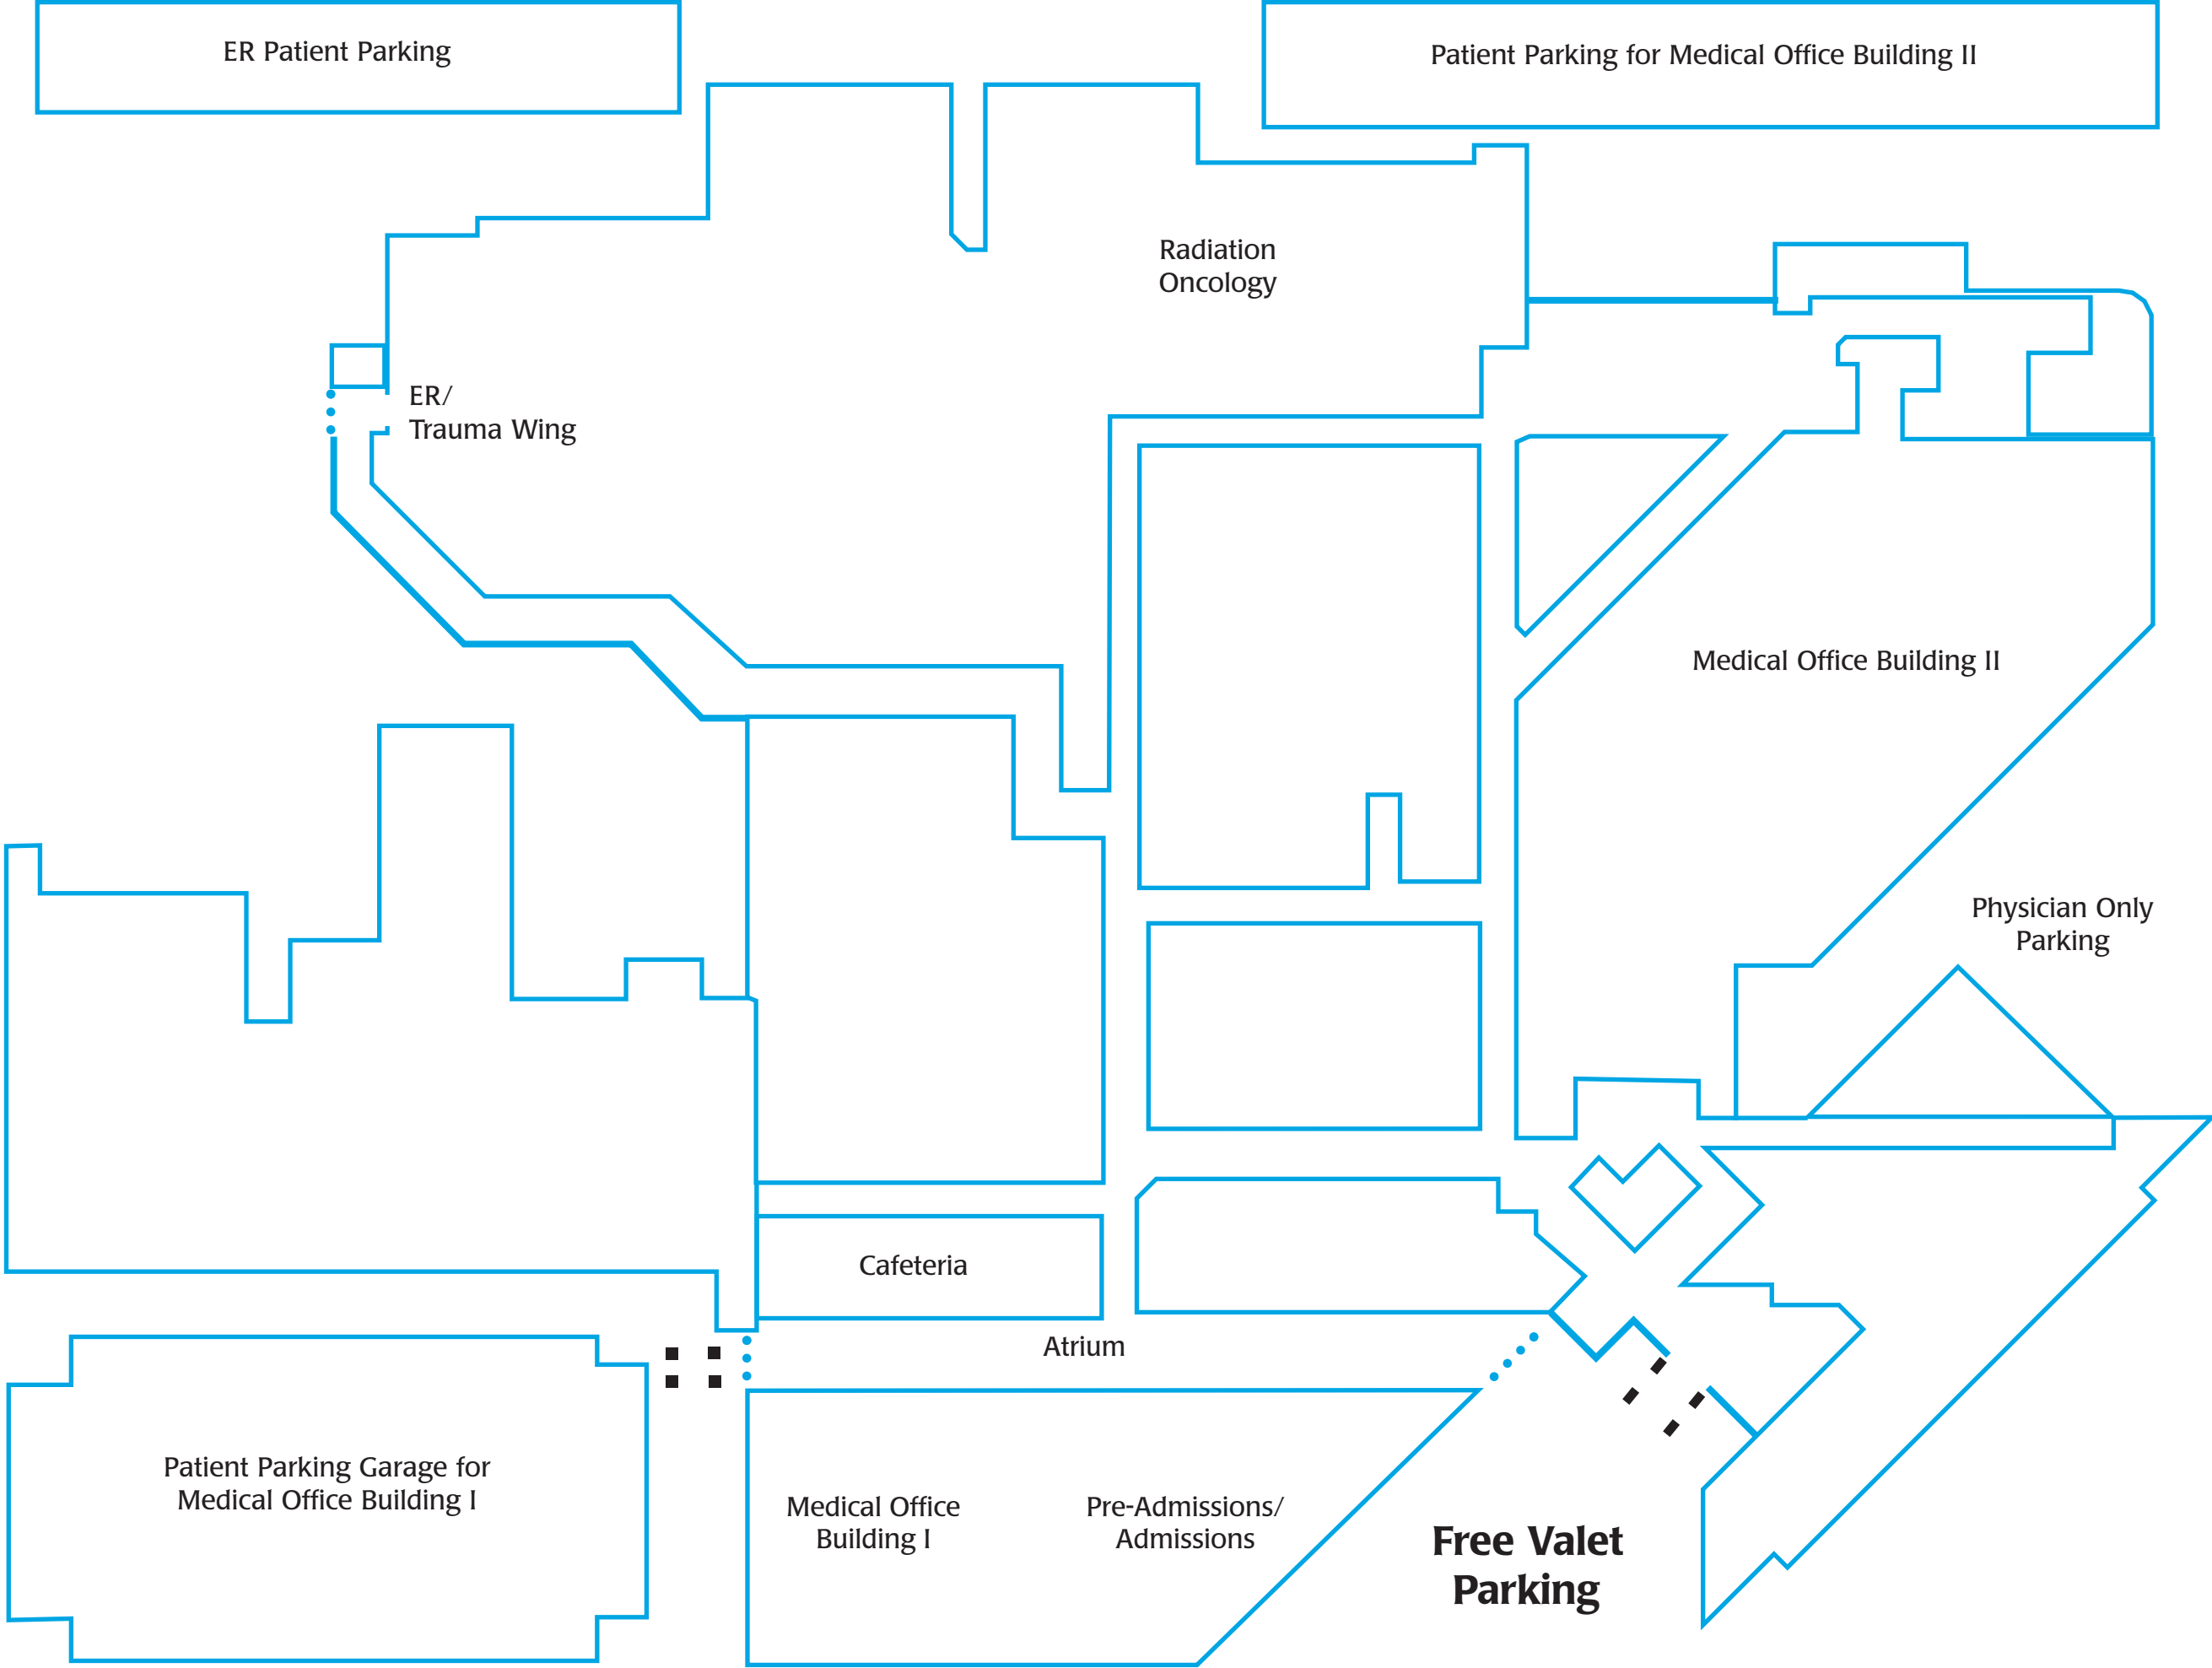 ER Patient Parking
Patient Parking for Medical Office Building II
Radiation
Oncology
ER/
Trauma Wing
Medical Office Building II
Physician Only
Parking
Cafeteria
Atrium
Patient Parking Garage for
Medical Office Building I
Medical Office
Building I
Pre-Admissions/
Admissions
Free Valet
Parking